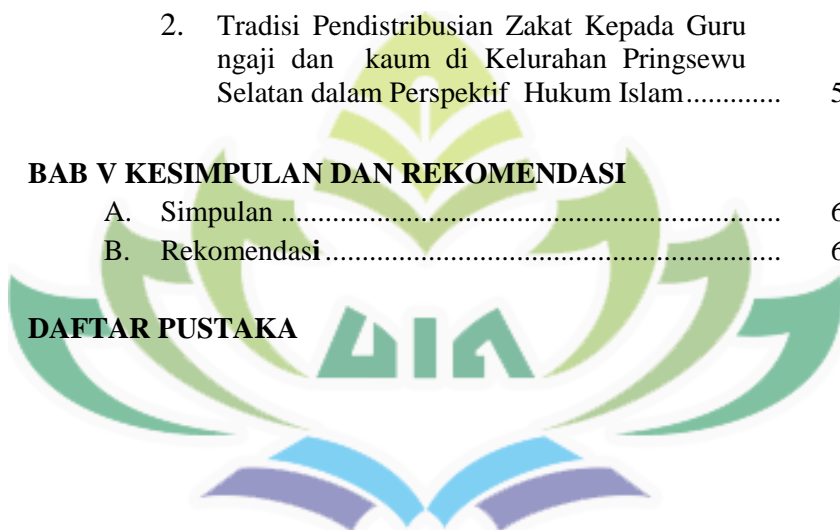 2. Tradisi Pendistribusian Zakat Kepada Guru
ngaji dan kaum di Kelurahan Pringsewu
Selatan dalam Perspektif Hukum Islam............. 5
BAB V KESIMPULAN DAN REKOMENDASI
A. Simpulan ................................................................ 6
B. Rekomendasi.......................................................... 6
DAFTAR PUSTAKA
UIN